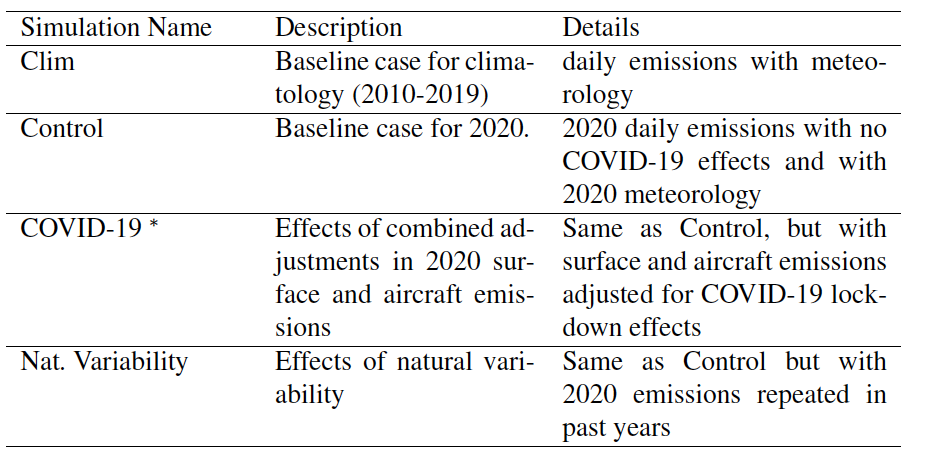 Simulation Name Description Details
Clim Baseline case for clima- daily emissions with meteo-
tology (2010-2019) rology
Control Baseline case for 2020. 2020 daily emissions with no
COVID-19 effects and with
2020 meteorology
COVID-19 * Effects of combined ad- Same as Control, but with
justments in 2020 sur- surface and aircraft emissions
face and aircraft emis- adjusted for COVID-19 lock-
sions down effects
Nat. Variability Effects of natural vari- Same as Control but with
ability 2020 emissions repeated in
past years